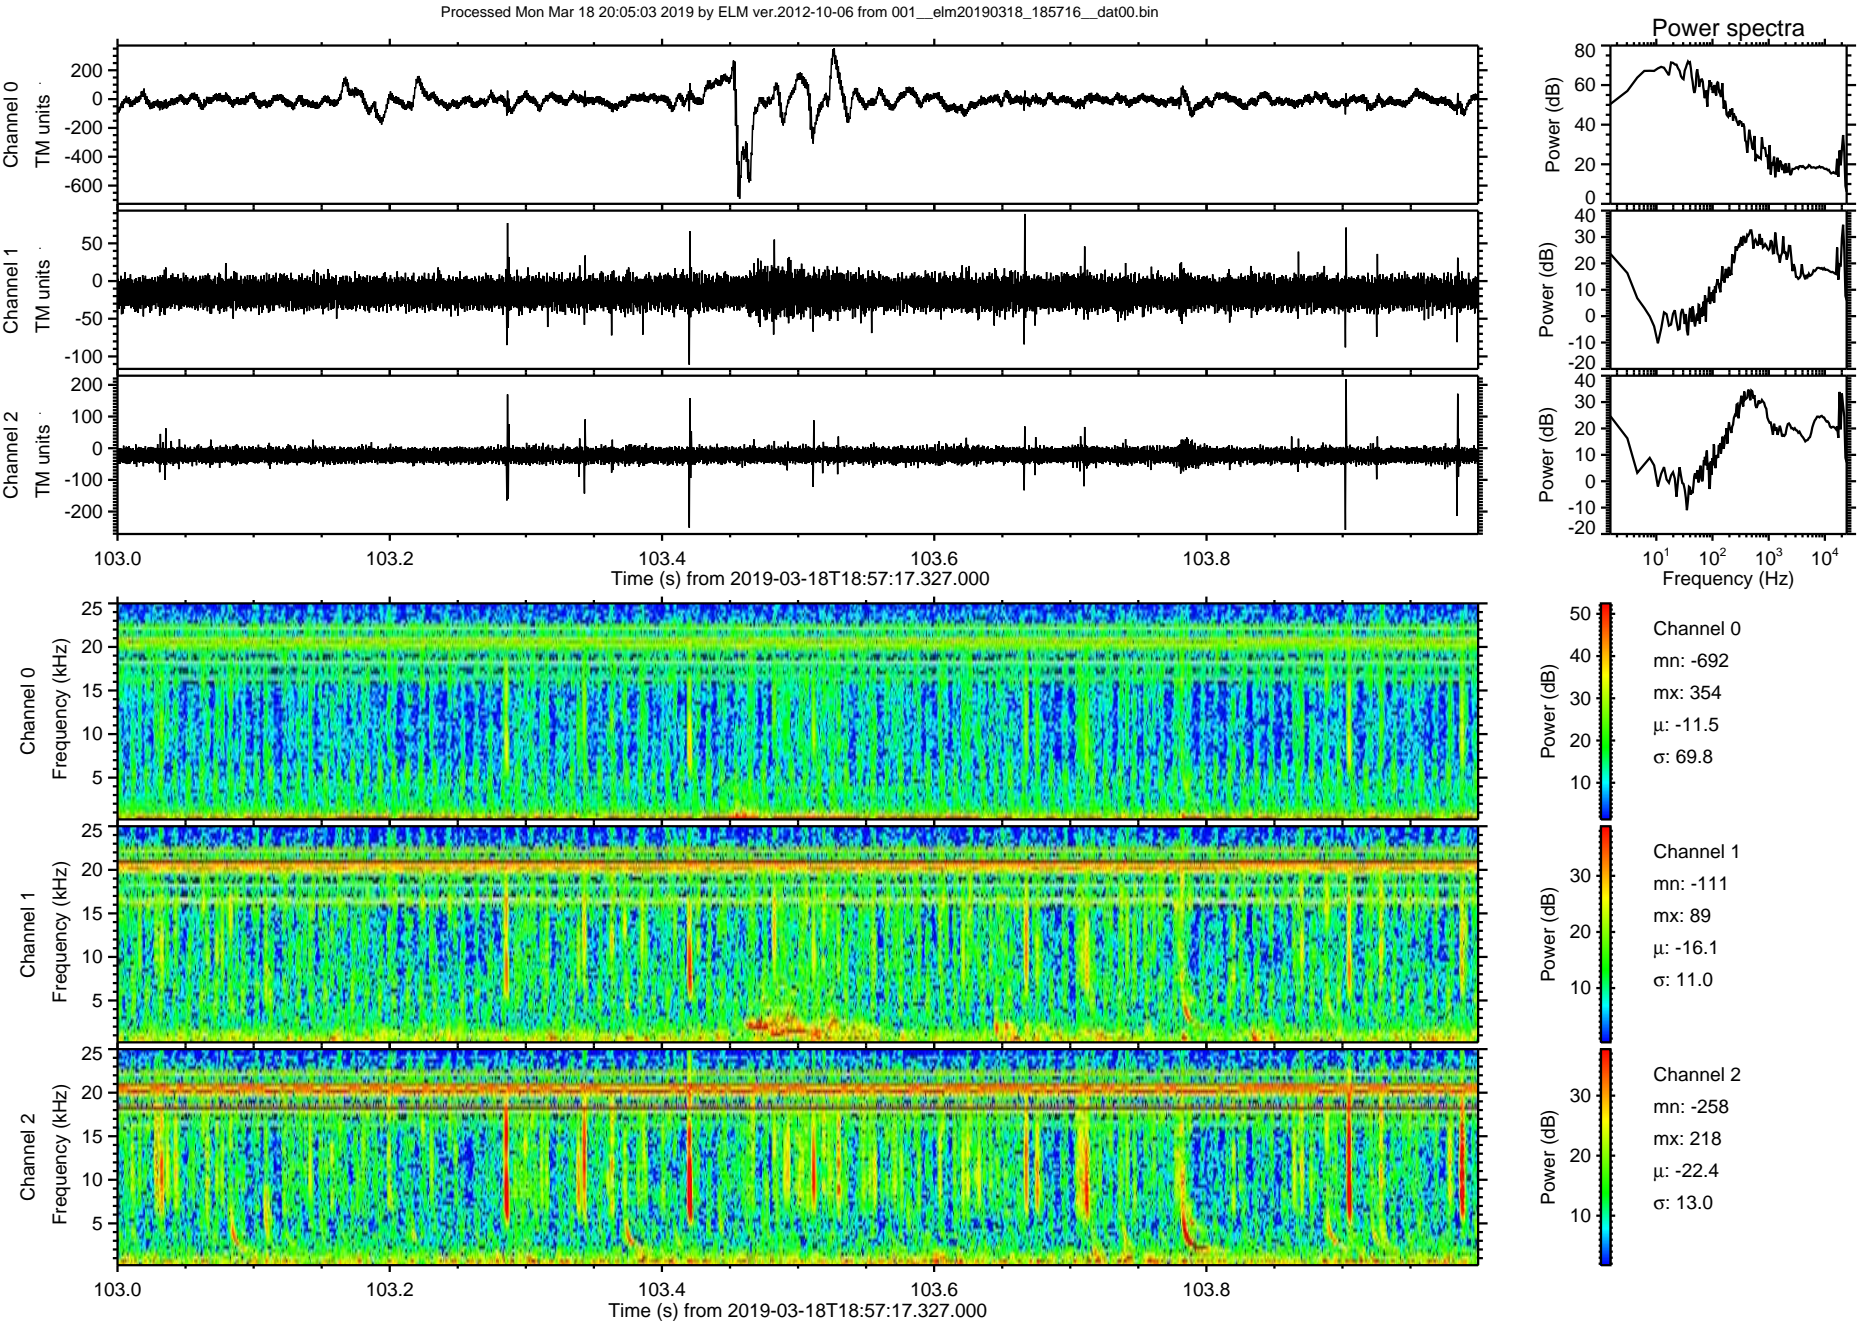 Processed Mon Mar 18 20:05:03 2019 by ELM ver.2012-10-06 from 001__elm20190318_185716__dat00.bin
Power spectra
Channel 0
TM units
200
0
-200
-400
-600
Power (dB)
80
60
40
20
0
Channel 1
TM units
50
0
-50
-100
Power (dB)
40
30
20
10
0
-10
-20
Channel 2
TM units
200
100
0
-100
-200
Power (dB)
40
30
20
10
0
-10
-20
103.0 103.2 103.4 103.6 103.8
Time (s) from 2019-03-18T18:57:17.327.000
10^1 10^2 10^3 10^4
Frequency (Hz)
Channel 0
Frequency (kHz)
25
20
15
10
5
Power (dB)
50
40
30
20
10
Channel 0
mn: -692
mx: 354
μ: -11.5
σ: 69.8
Channel 1
Frequency (kHz)
25
20
15
10
5
Power (dB)
30
20
10
Channel 1
mn: -111
mx: 89
μ: -16.1
σ: 11.0
Channel 2
Frequency (kHz)
25
20
15
10
5
Power (dB)
30
20
10
Channel 2
mn: -258
mx: 218
μ: -22.4
σ: 13.0
103.0 103.2 103.4 103.6 103.8
Time (s) from 2019-03-18T18:57:17.327.000